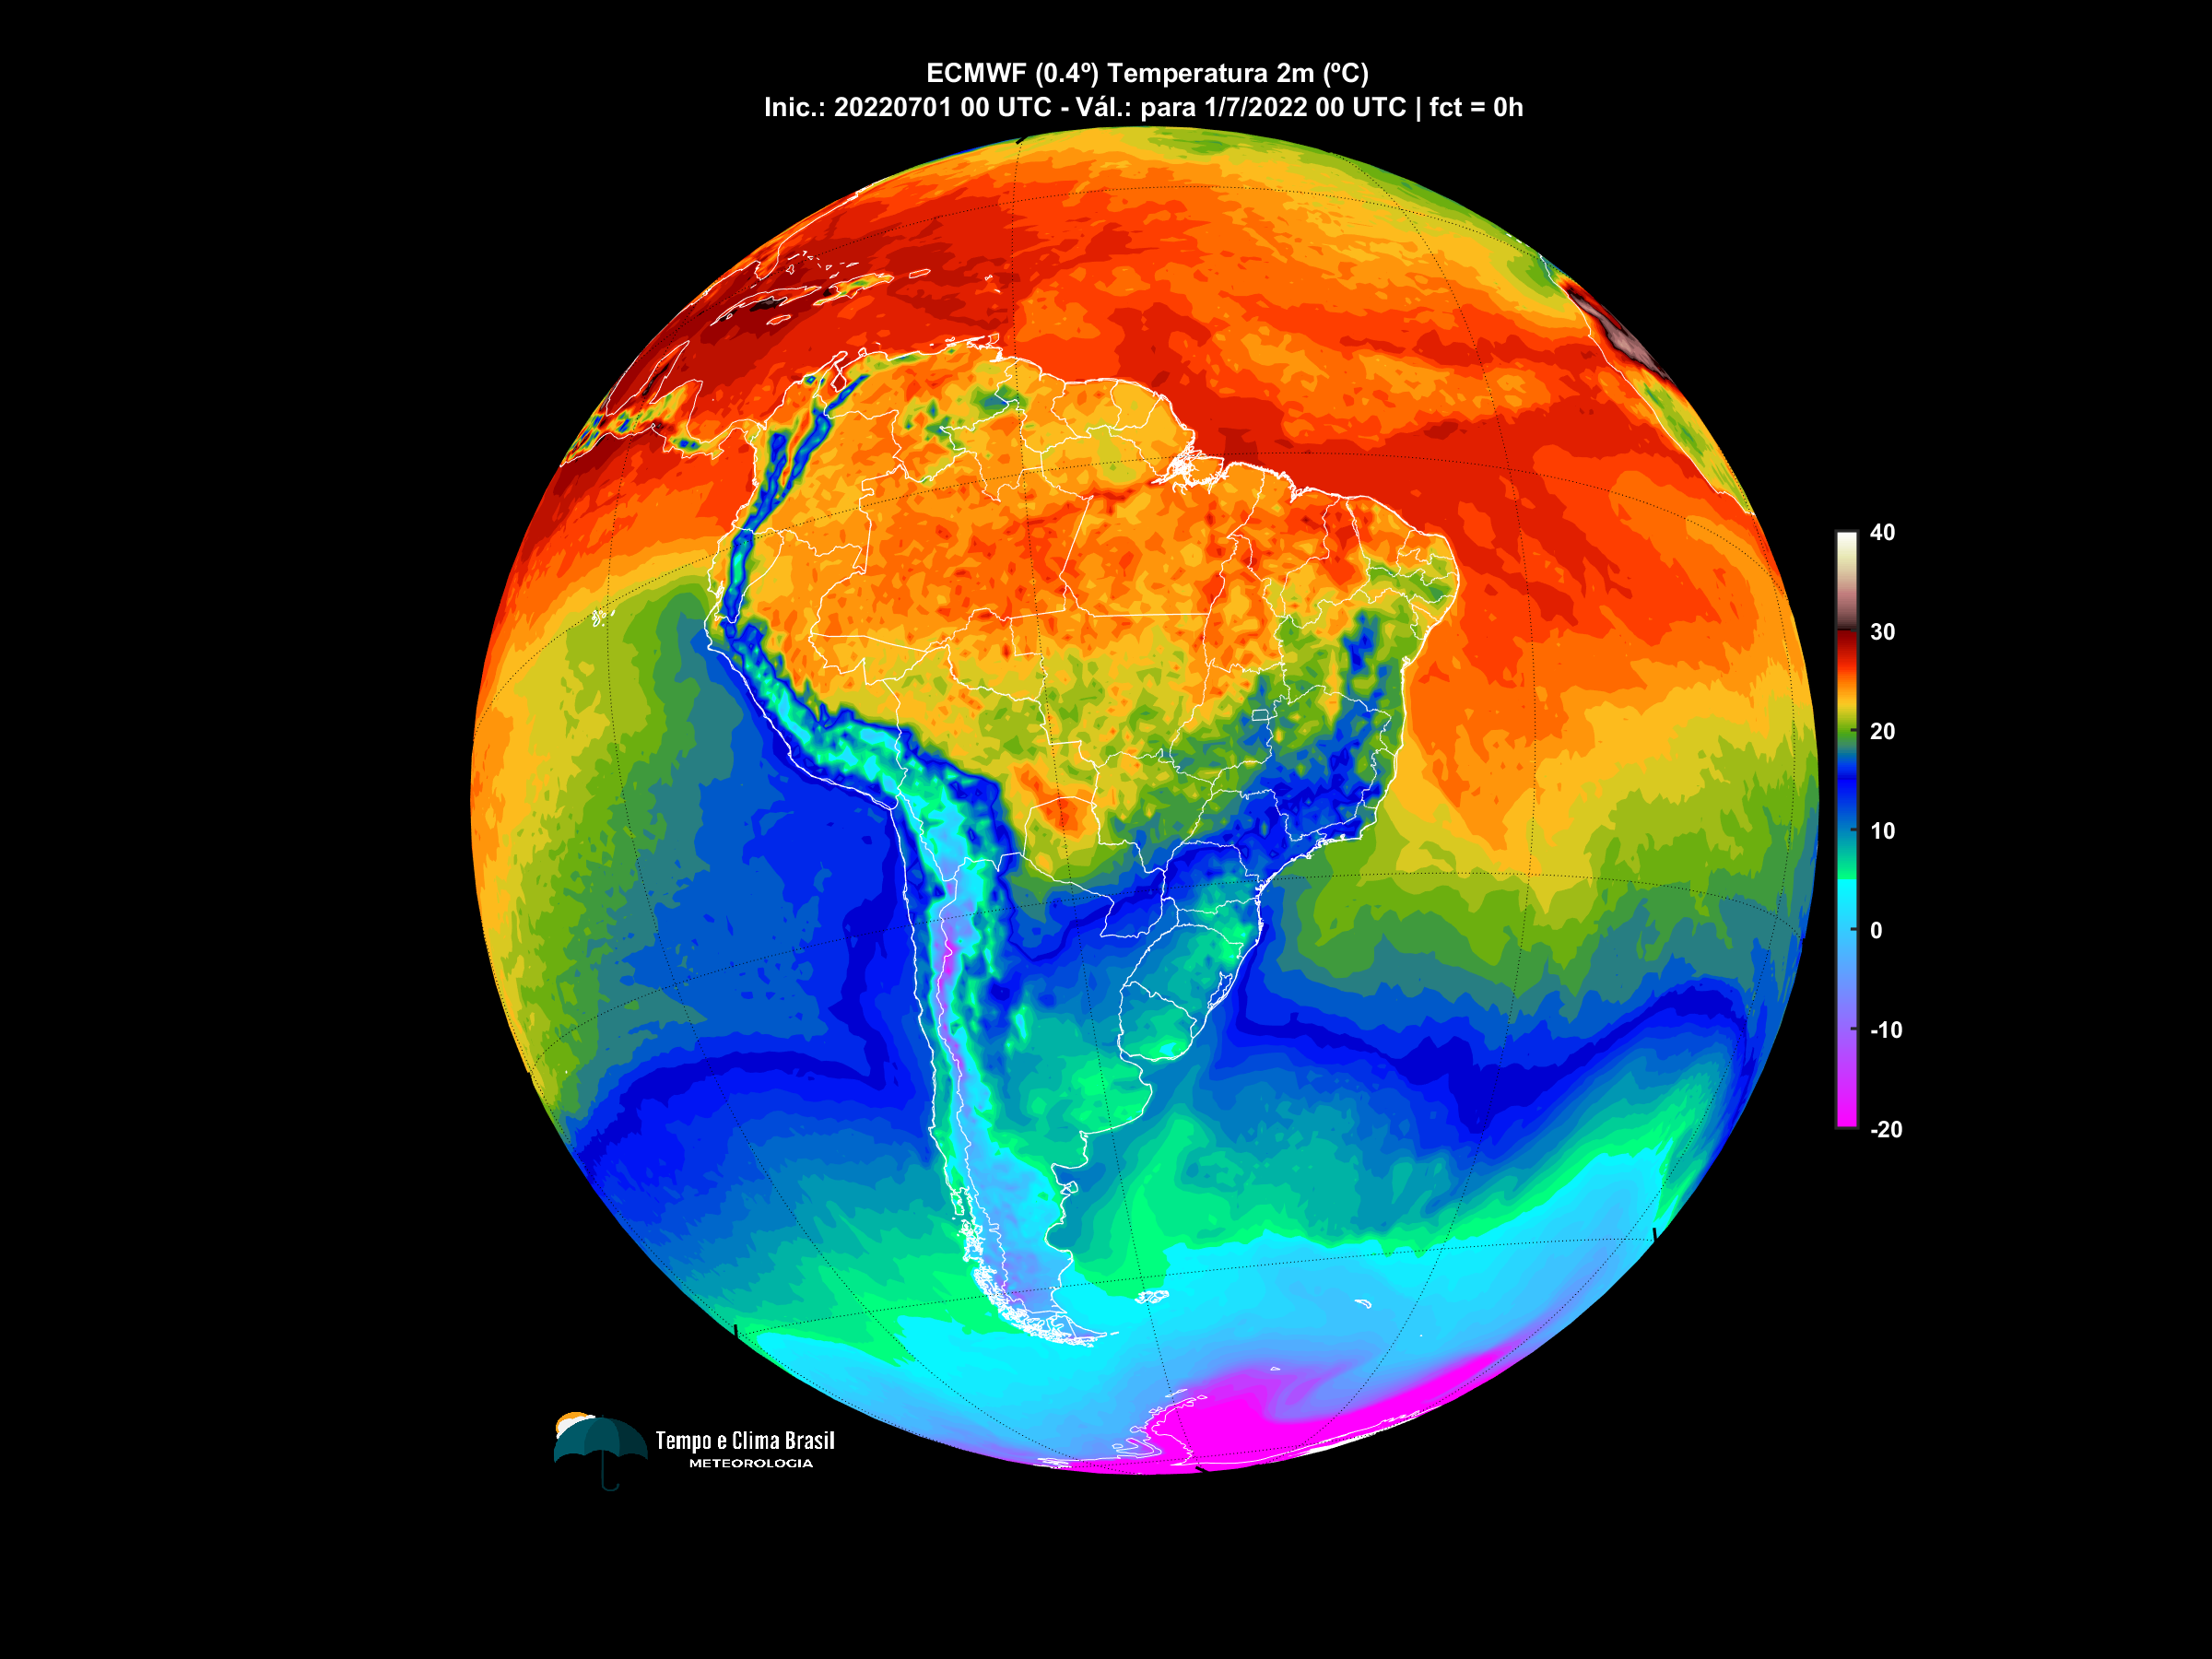 ECMWF (0.4º) Temperatura 2m (ºC)
Inic.: 20220701 00 UTC - Vál.: para 1/7/2022 00 UTC | fct = 0h
40
30
20
10
0
-10
-20
Tempo e Clima Brasil
METEOROLOGIA